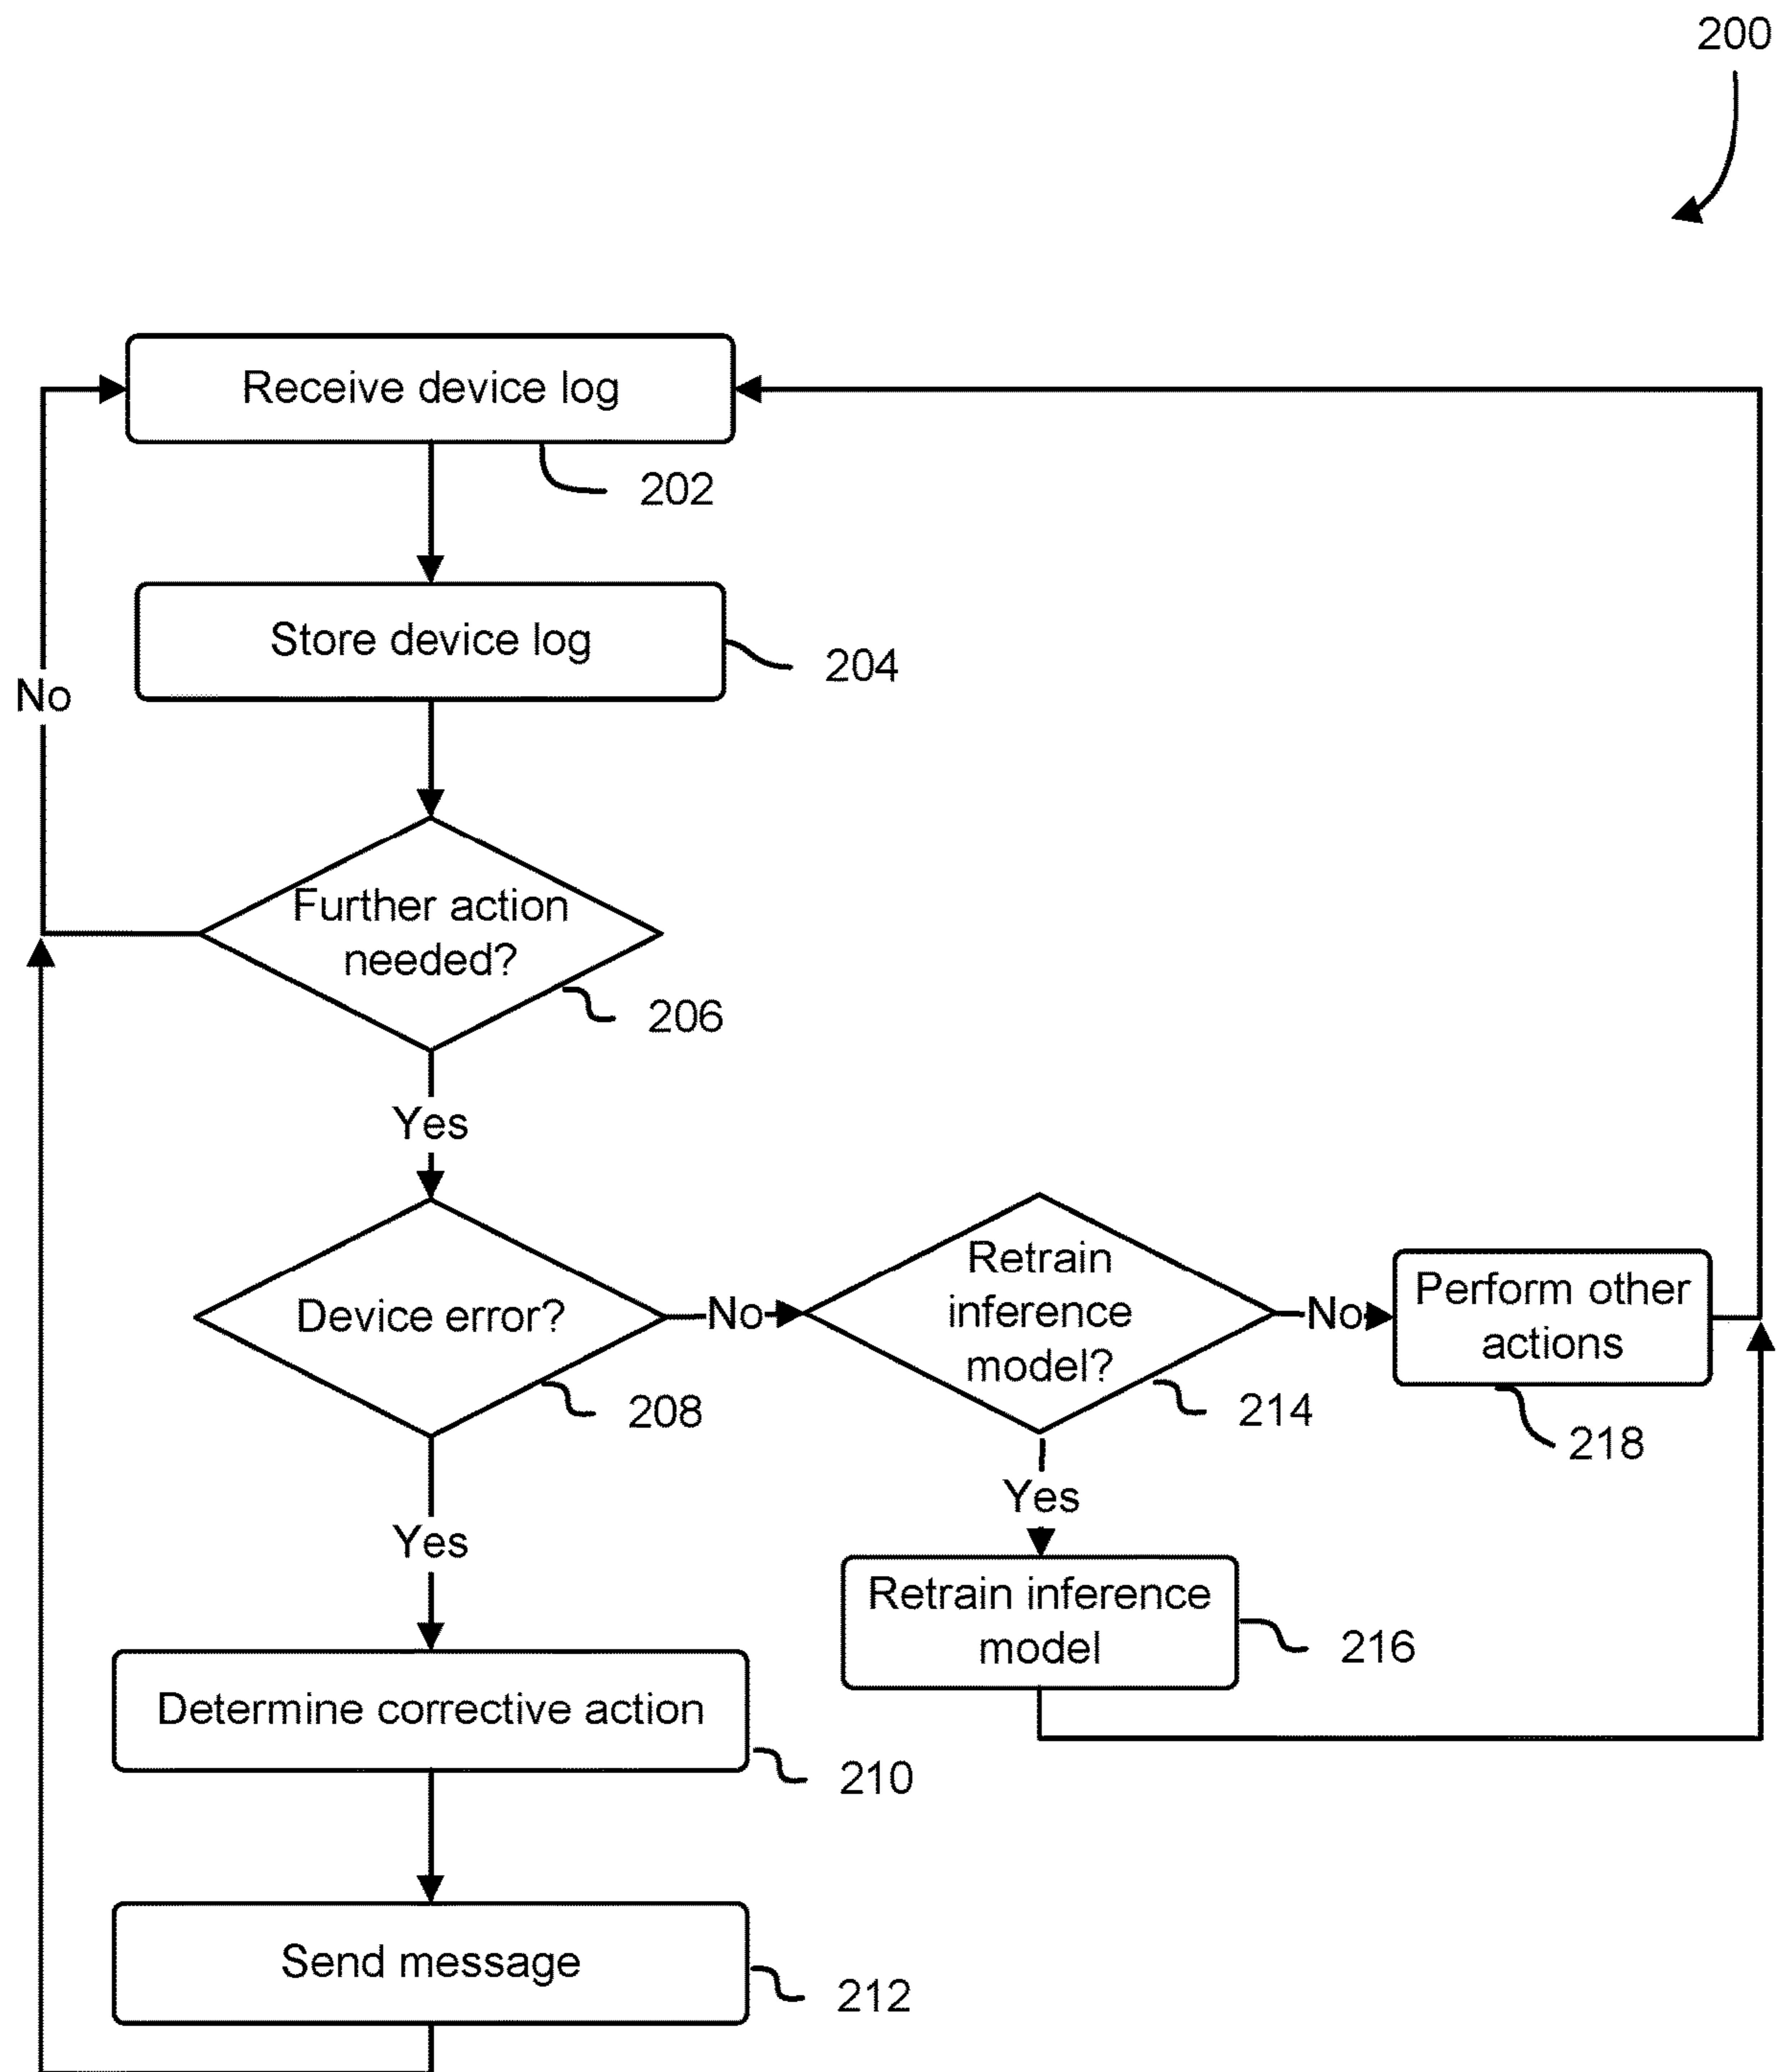 200
Receive device log
202
Store device log
204
No
Further action
needed?
206
Yes
Device error?
208
No
Retrain
inference
model?
214
No
Perform other
actions
218
Yes
Yes
Retrain inference
model
216
Determine corrective action
210
Send message
212